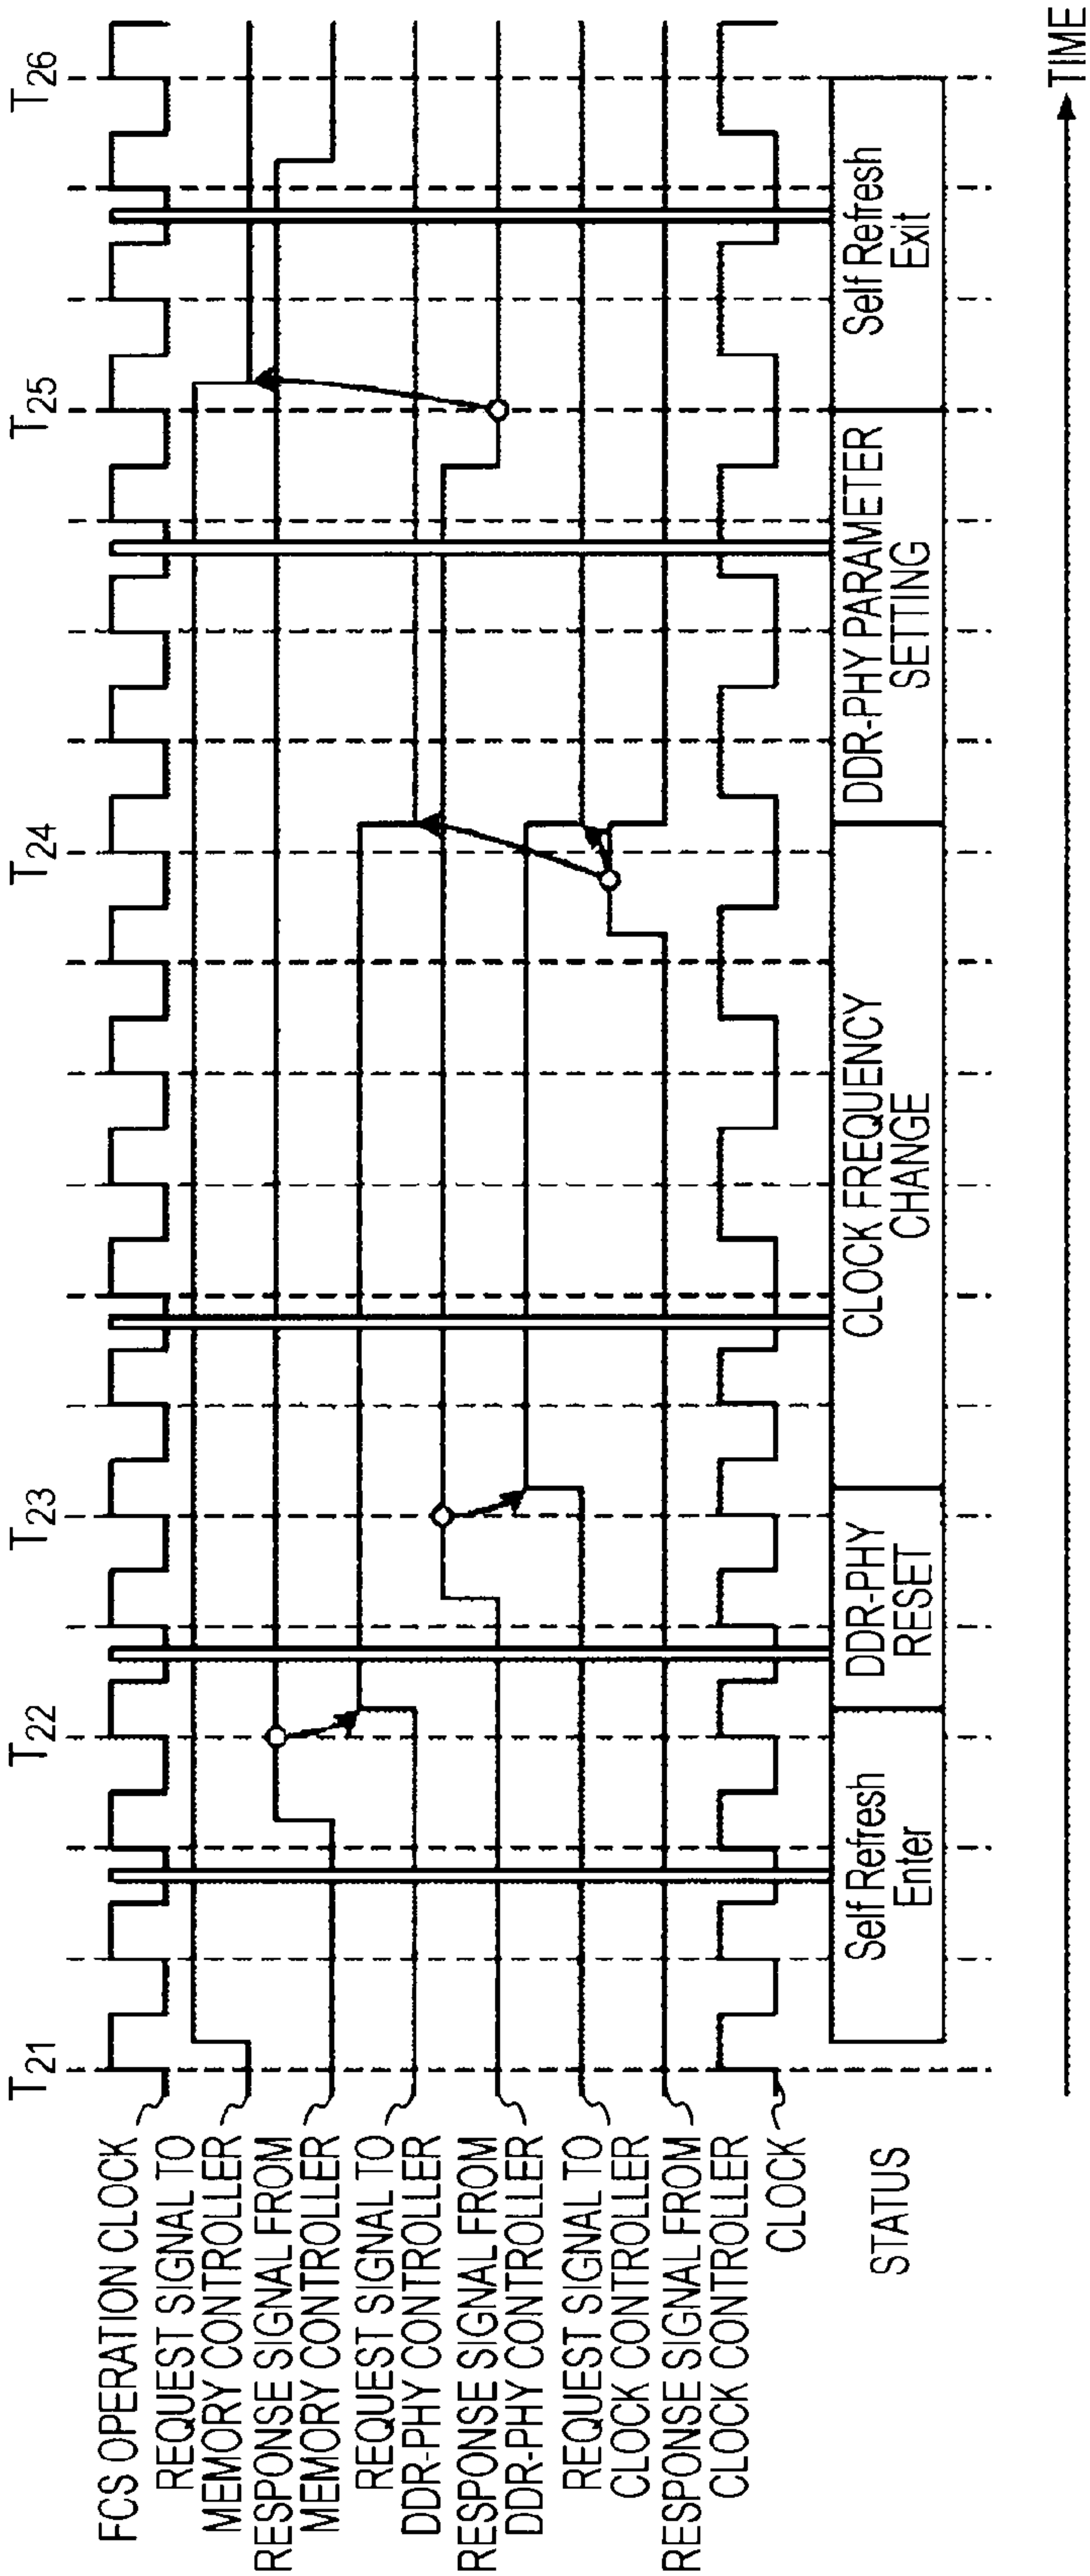 T21 T22 T23 T24 T25 T26
FCS OPERATION CLOCK
REQUEST SIGNAL TO
MEMORY CONTROLLER
RESPONSE SIGNAL FROM
MEMORY CONTROLLER
REQUEST SIGNAL TO
DDR-PHY CONTROLLER
RESPONSE SIGNAL FROM
DDR-PHY CONTROLLER
REQUEST SIGNAL TO
CLOCK CONTROLLER
RESPONSE SIGNAL FROM
CLOCK CONTROLLER
CLOCK
STATUS
Self Refresh
Enter
DDR-PHY
RESET
CLOCK FREQUENCY
CHANGE
DDR-PHY PARAMETER
SETTING
Self Refresh
Exit
TIME